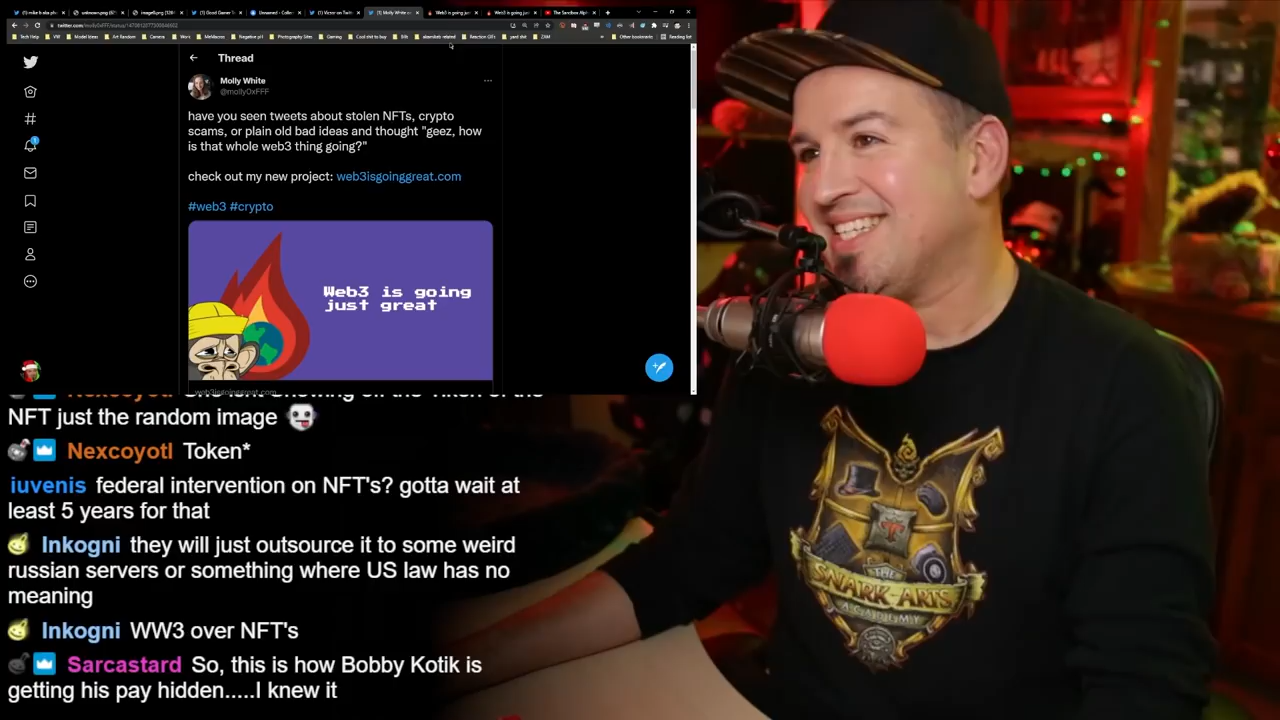 Thread
Molly White
@molly0xFFF
have you seen tweets about stolen NFTs, crypto
scams, or plain old bad ideas and thought "geez, how
is that whole web3 thing going?"
check out my new project: web3isgoinggreat.com
#web3 #crypto
Web3 is going
just great
web3isgoinggreat.com
NFT just the random image
Nexcoyotl Token*
iuvenis federal intervention on NFT's? gotta wait at
least 5 years for that
Inkogni they will just outsource it to some weird
russian servers or something where US law has no
meaning
Inkogni WW3 over NFT's
Sarcastard So, this is how Bobby Kotik is
getting his pay hidden.....I knew it
THE
SNARK-ARTS
ACADEMY